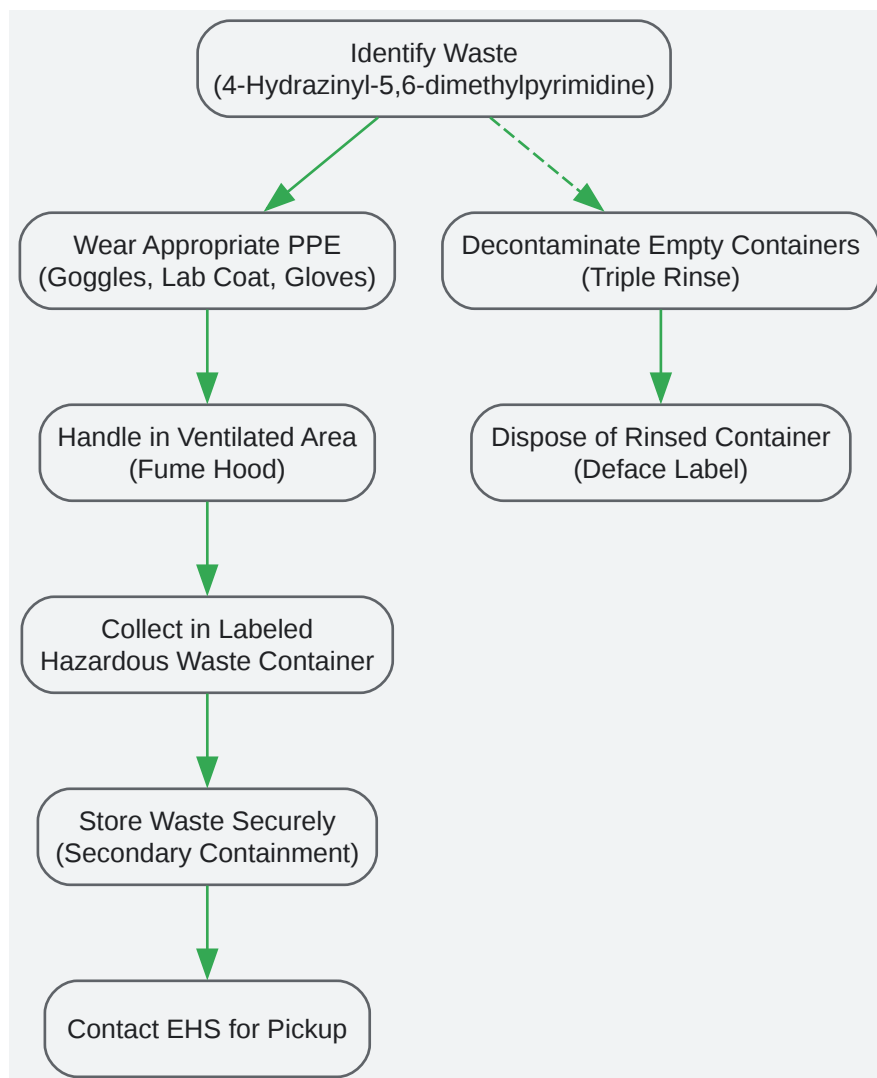 Identify Waste
(4-Hydrazinyl-5,6-dimethylpyrimidine)
Wear Appropriate PPE
(Goggles, Lab Coat, Gloves)
Decontaminate Empty Containers
(Triple Rinse)
Handle in Ventilated Area
(Fume Hood)
Dispose of Rinsed Container
(Deface Label)
Collect in Labeled
Hazardous Waste Container
Store Waste Securely
(Secondary Containment)
Contact EHS for Pickup